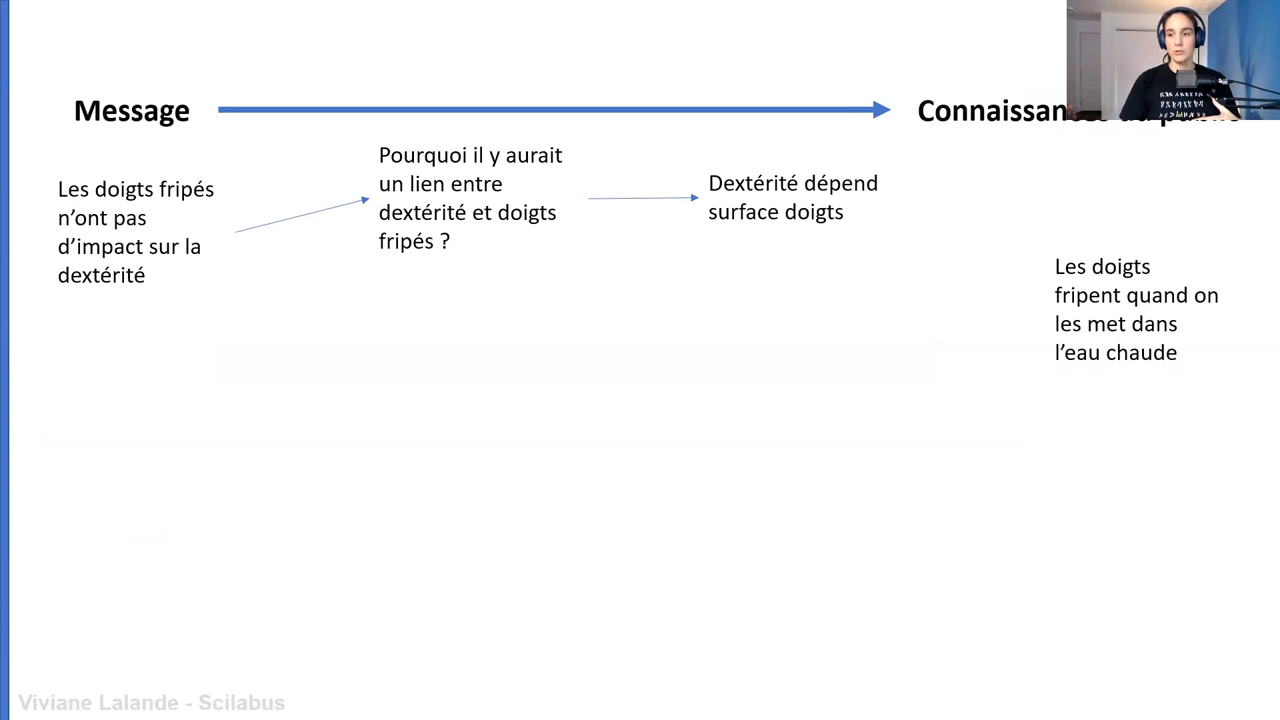 Message
Connaissances du public
Les doigts fripés
n’ont pas
d’impact sur la
dextérité
Pourquoi il y aurait
un lien entre
dextérité et doigts
fripés ?
Dextérité dépend
surface doigts
Les doigts
fripent quand on
les met dans
l’eau chaude
Viviane Lalande - Scilabus